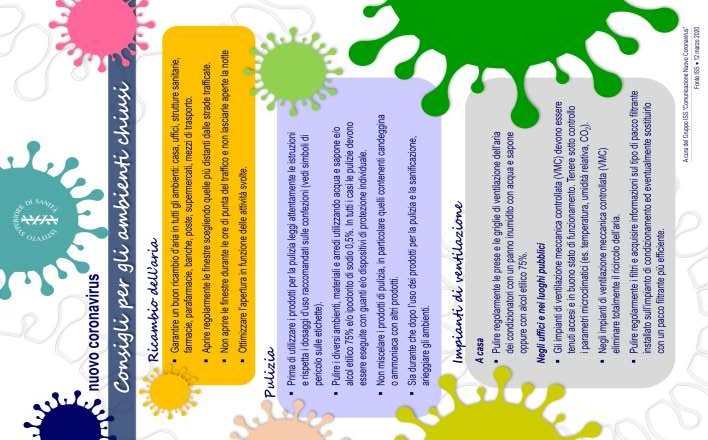 ISTITUTO SUPERIORE DI SANITÀ
nuovo coronavirus
Consigli per gli ambienti chiusi
Ricambio dell'aria
• Garantire un buon ricambio d'aria in tutti gli ambienti: casa, uffici, strutture sanitarie,
farmacie, parafarmacie, banche, poste, supermercati, mezzi di trasporto.
• Aprire regolarmente le finestre scegliendo quelle più distanti dalle strade trafficate.
• Non aprire le finestre durante le ore di punta del traffico e non lasciarle aperte la notte
• Ottimizzare l'apertura in funzione delle attività svolte.
Pulizia
• Prima di utilizzare i prodotti per la pulizia leggi attentamente le istruzioni
e rispetta i dosaggi d'uso raccomandati sulle confezioni (vedi simboli di
pericolo sulle etichette).
• Pulire i diversi ambienti, materiali e arredi utilizzando acqua e sapone e/o
alcol etilico 75% e/o ipoclorito di sodio 0,5%. In tutti i casi le pulizie devono
essere eseguite con guanti e/o dispositivi di protezione individuale.
• Non miscelare i prodotti di pulizia, in particolare quelli contenenti candeggina
o ammoniaca con altri prodotti.
• Sia durante che dopo l'uso dei prodotti per la pulizia e la sanificazione,
arieggiare gli ambienti.
Impianti di ventilazione
A casa
• Pulire regolarmente le prese e le griglie di ventilazione dell'aria
dei condizionatori con un panno inumidito con acqua e sapone
oppure con alcol etilico 75%.
Negli uffici e nei luoghi pubblici
• Gli impianti di ventilazione meccanica controllata (VMC) devono essere
tenuti accesi e in buono stato di funzionamento. Tenere sotto controllo
i parametri microclimatici (es. temperatura, umidità relativa, CO2).
• Negli impianti di ventilazione meccanica controllata (VMC)
eliminare totalmente il ricircolo dell'aria.
• Pulire regolarmente i filtri e acquisire informazioni sul tipo di pacco filtrante
installato sull'impianto di condizionamento ed eventualmente sostituirlo
con un pacco filtrante più efficiente.
A cura del Gruppo ISS "Comunicazione Nuovo Coronavirus"
Fonte ISS • 12 marzo 2020